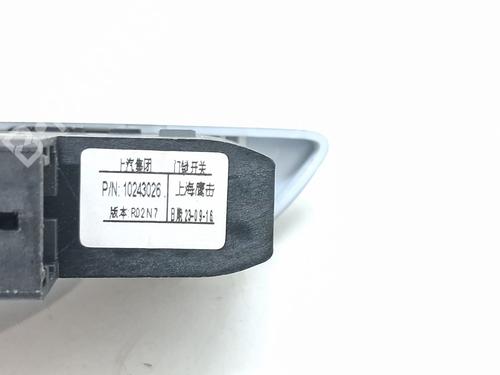 上汽集团 门锁开关
P/N: 10243026 上海鹰击
版本: R02N7 日期 23-09-16